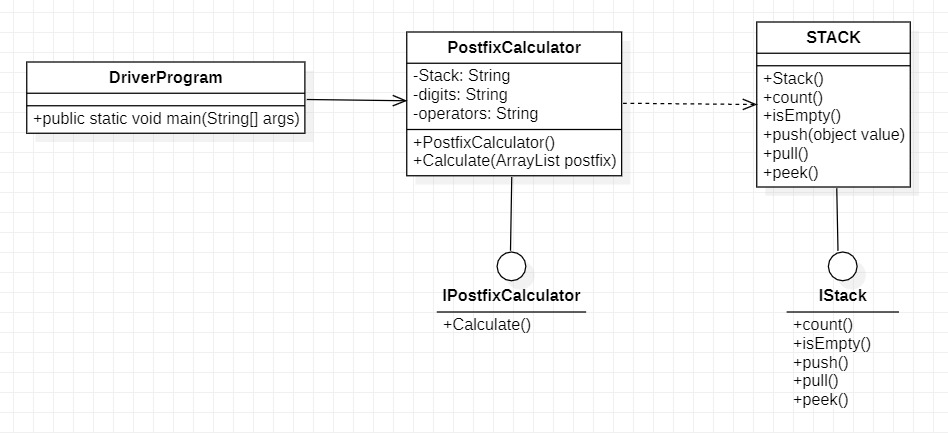 DriverProgram
+public static void main(String[] args)
PostfixCalculator
-Stack: String
-digits: String
-operators: String
+PostfixCalculator()
+Calculate(ArrayList postfix)
STACK
+Stack()
+count()
+isEmpty()
+push(object value)
+pull()
+peek()
IPostfixCalculator
+Calculate()
IStack
+count()
+isEmpty()
+push()
+pull()
+peek()